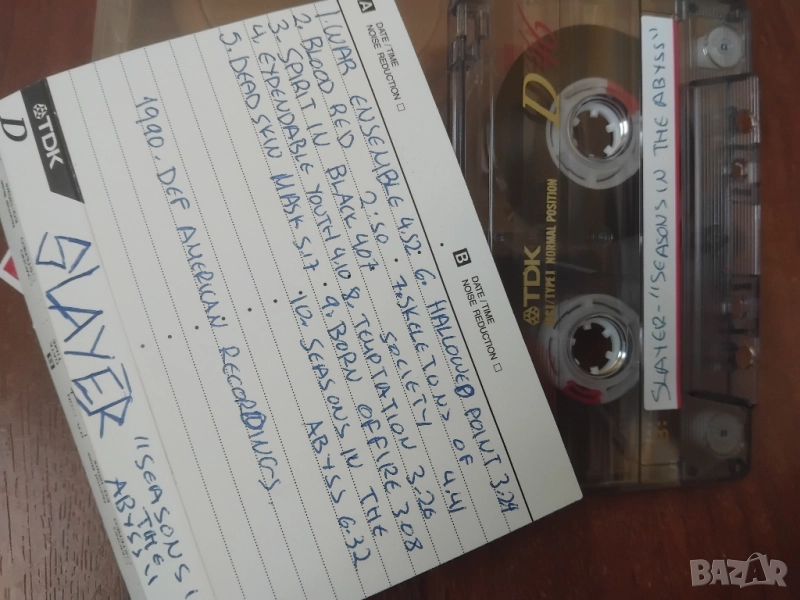 A
DATE/TIME
NOISE REDUCTION
B
DATE/TIME
NOISE REDUCTION
1. WAR ENSEMBLE 4.52
2. BLOOD RED 2.50
3. SPIRIT IN BLACK 4.07
4. EXPENDABLE YOUTH 4.10
5. DEAD SKIN MASK 5.17
6. HALLOWED POINT 3.24
7. SKELETONS OF
SOCIETY 4.41
8. TEMPTATION 3.26
9. BORN OF FIRE 3.08
10. SEASONS IN THE
ABYSS 6.32
1990. DEF AMERICAN RECORDINGS,
TDK
D
SLAYER
"SEASONS I
THE
ABYSS"
SLAYER - "SEASONS IN THE ABYSS"
D
TDK
TYPE I NORMAL POSITION
BAZAR